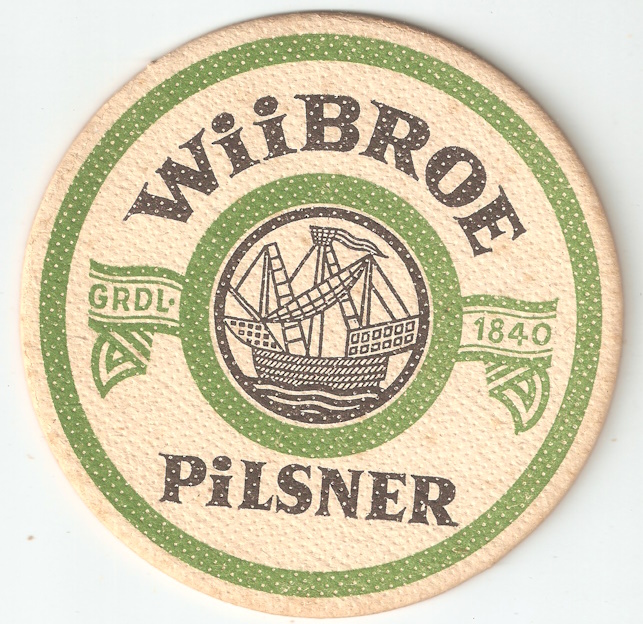 WiiBROE
GRDL·
1840
PiLSNER